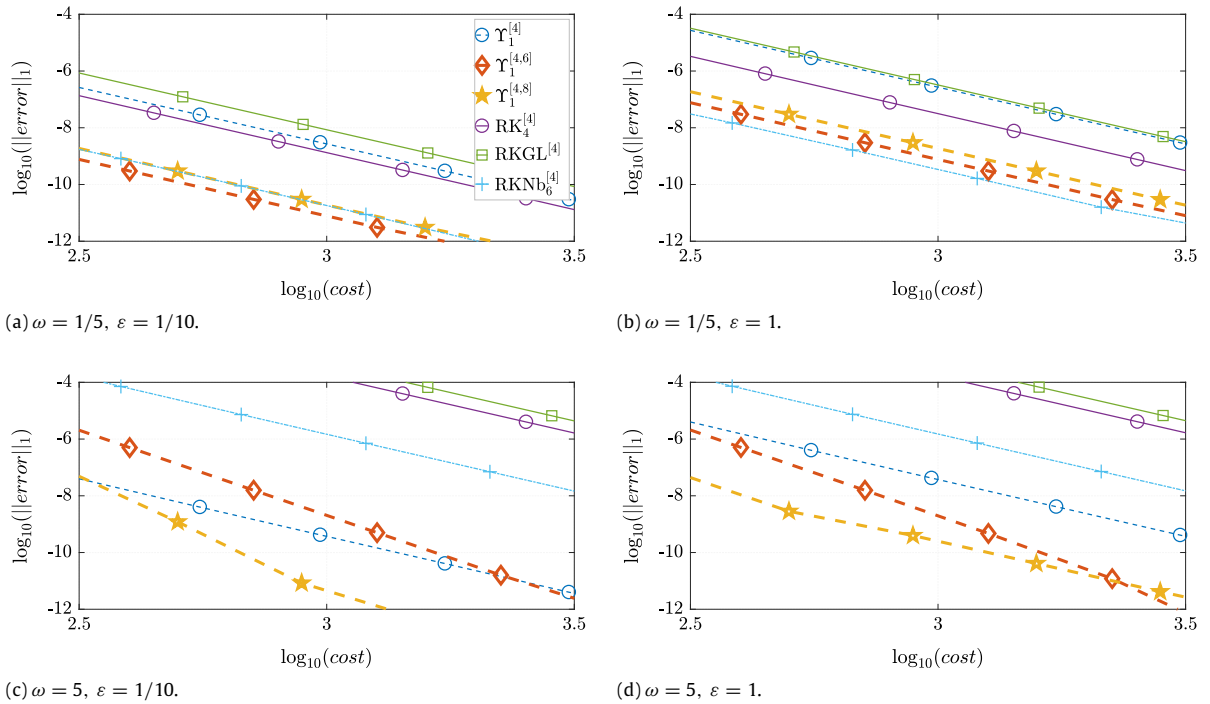 -4
-6
-8
-10
-12
log₁₀(||error||₁)
2.5
3
3.5
log₁₀(cost)
ϒ₁^[4]
ϒ₁^[4,6]
ϒ₁^[4,8]
RK₄^[4]
RKGL^[4]
RKNb₆^[4]
(a) ω = 1/5, ε = 1/10.
-4
-6
-8
-10
-12
log₁₀(||error||₁)
2.5
3
3.5
log₁₀(cost)
(b) ω = 1/5, ε = 1.
-4
-6
-8
-10
-12
log₁₀(||error||₁)
2.5
3
3.5
log₁₀(cost)
(c) ω = 5, ε = 1/10.
-4
-6
-8
-10
-12
log₁₀(||error||₁)
2.5
3
3.5
log₁₀(cost)
(d) ω = 5, ε = 1.